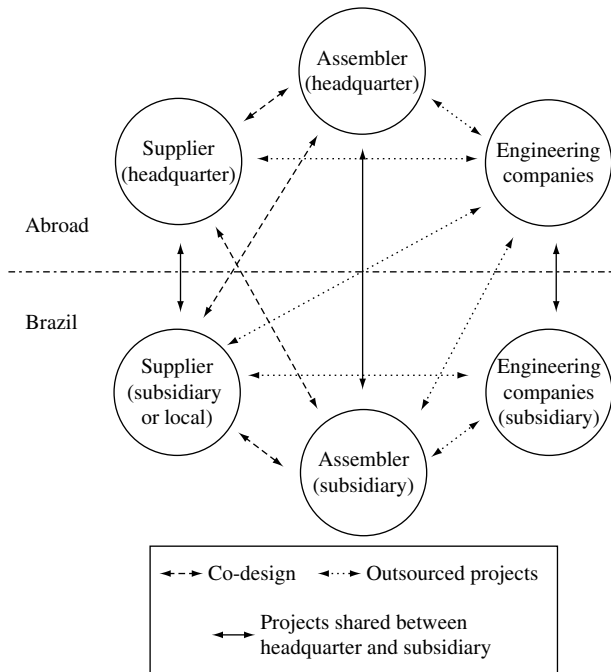 Assembler
(headquarter)
Supplier
(headquarter)
Engineering
companies
Abroad
Brazil
Supplier
(subsidiary
or local)
Engineering
companies
(subsidiary)
Assembler
(subsidiary)
Co-design
Outsourced projects
Projects shared between
headquarter and subsidiary